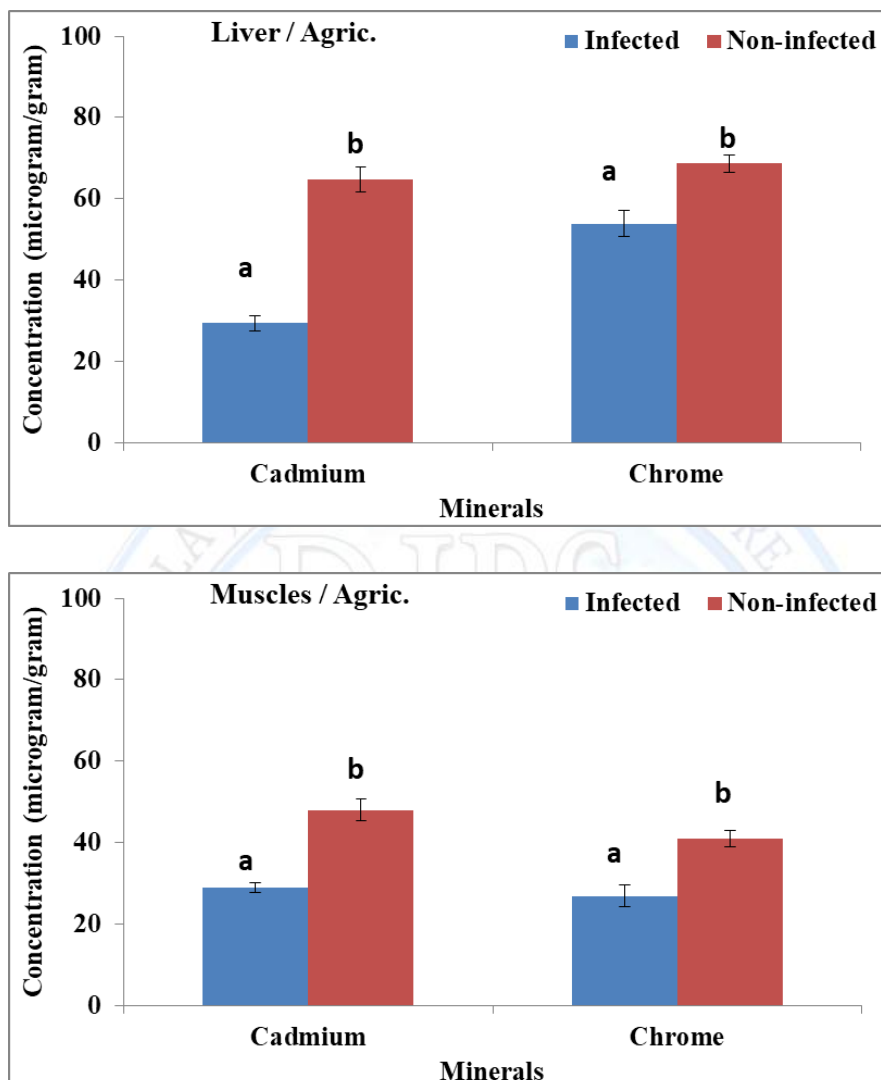 Liver / Agric.
Infected Non-infected
100
80
60
40
20
0
Concentration (microgram/gram)
a
b
a
b
Cadmium Chrome
Minerals
DJPS
Muscles / Agric.
Infected Non-infected
100
80
60
40
20
0
Concentration (microgram/gram)
a
b
a
b
Cadmium Chrome
Minerals